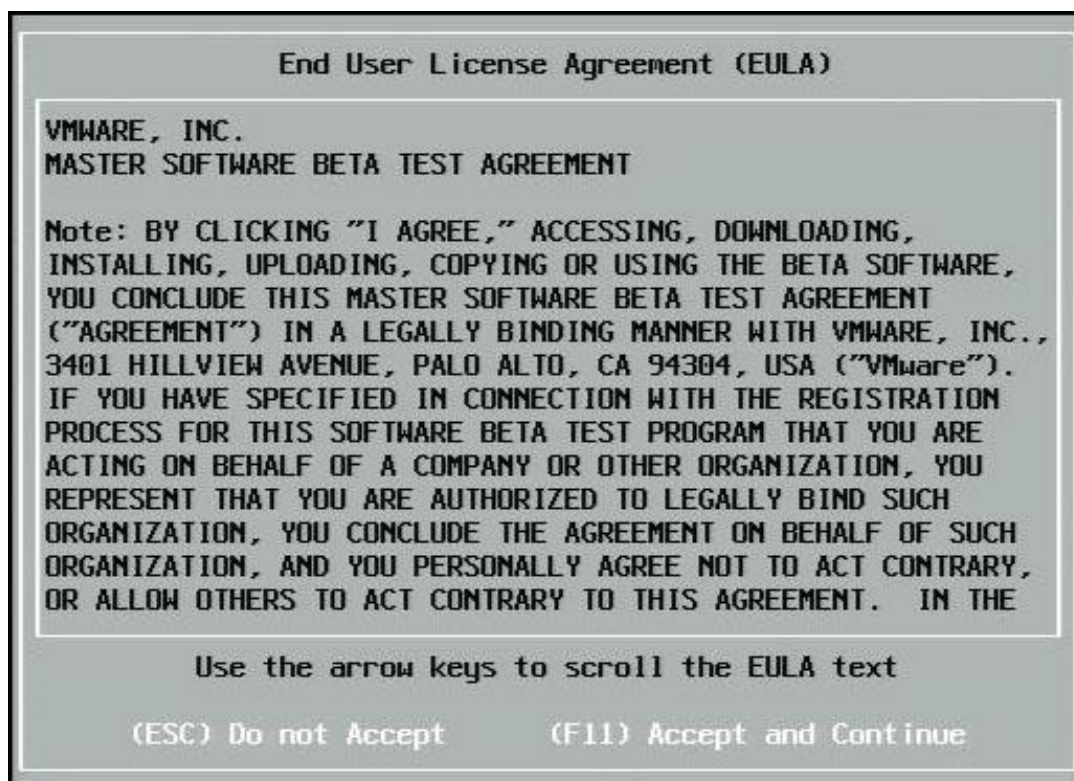 End User License Agreement (EULA)
VMWARE, INC.
MASTER SOFTWARE BETA TEST AGREEMENT
Note: BY CLICKING "I AGREE," ACCESSING, DOWNLOADING,
INSTALLING, UPLOADING, COPYING OR USING THE BETA SOFTWARE,
YOU CONCLUDE THIS MASTER SOFTWARE BETA TEST AGREEMENT
("AGREEMENT") IN A LEGALLY BINDING MANNER WITH VMWARE, INC.,
3401 HILLVIEW AVENUE, PALO ALTO, CA 94304, USA ("VMware").
IF YOU HAVE SPECIFIED IN CONNECTION WITH THE REGISTRATION
PROCESS FOR THIS SOFTWARE BETA TEST PROGRAM THAT YOU ARE
ACTING ON BEHALF OF A COMPANY OR OTHER ORGANIZATION, YOU
REPRESENT THAT YOU ARE AUTHORIZED TO LEGALLY BIND SUCH
ORGANIZATION, YOU CONCLUDE THE AGREEMENT ON BEHALF OF SUCH
ORGANIZATION, AND YOU PERSONALLY AGREE NOT TO ACT CONTRARY,
OR ALLOW OTHERS TO ACT CONTRARY TO THIS AGREEMENT.  IN THE
Use the arrow keys to scroll the EULA text
(ESC) Do not Accept (F11) Accept and Continue